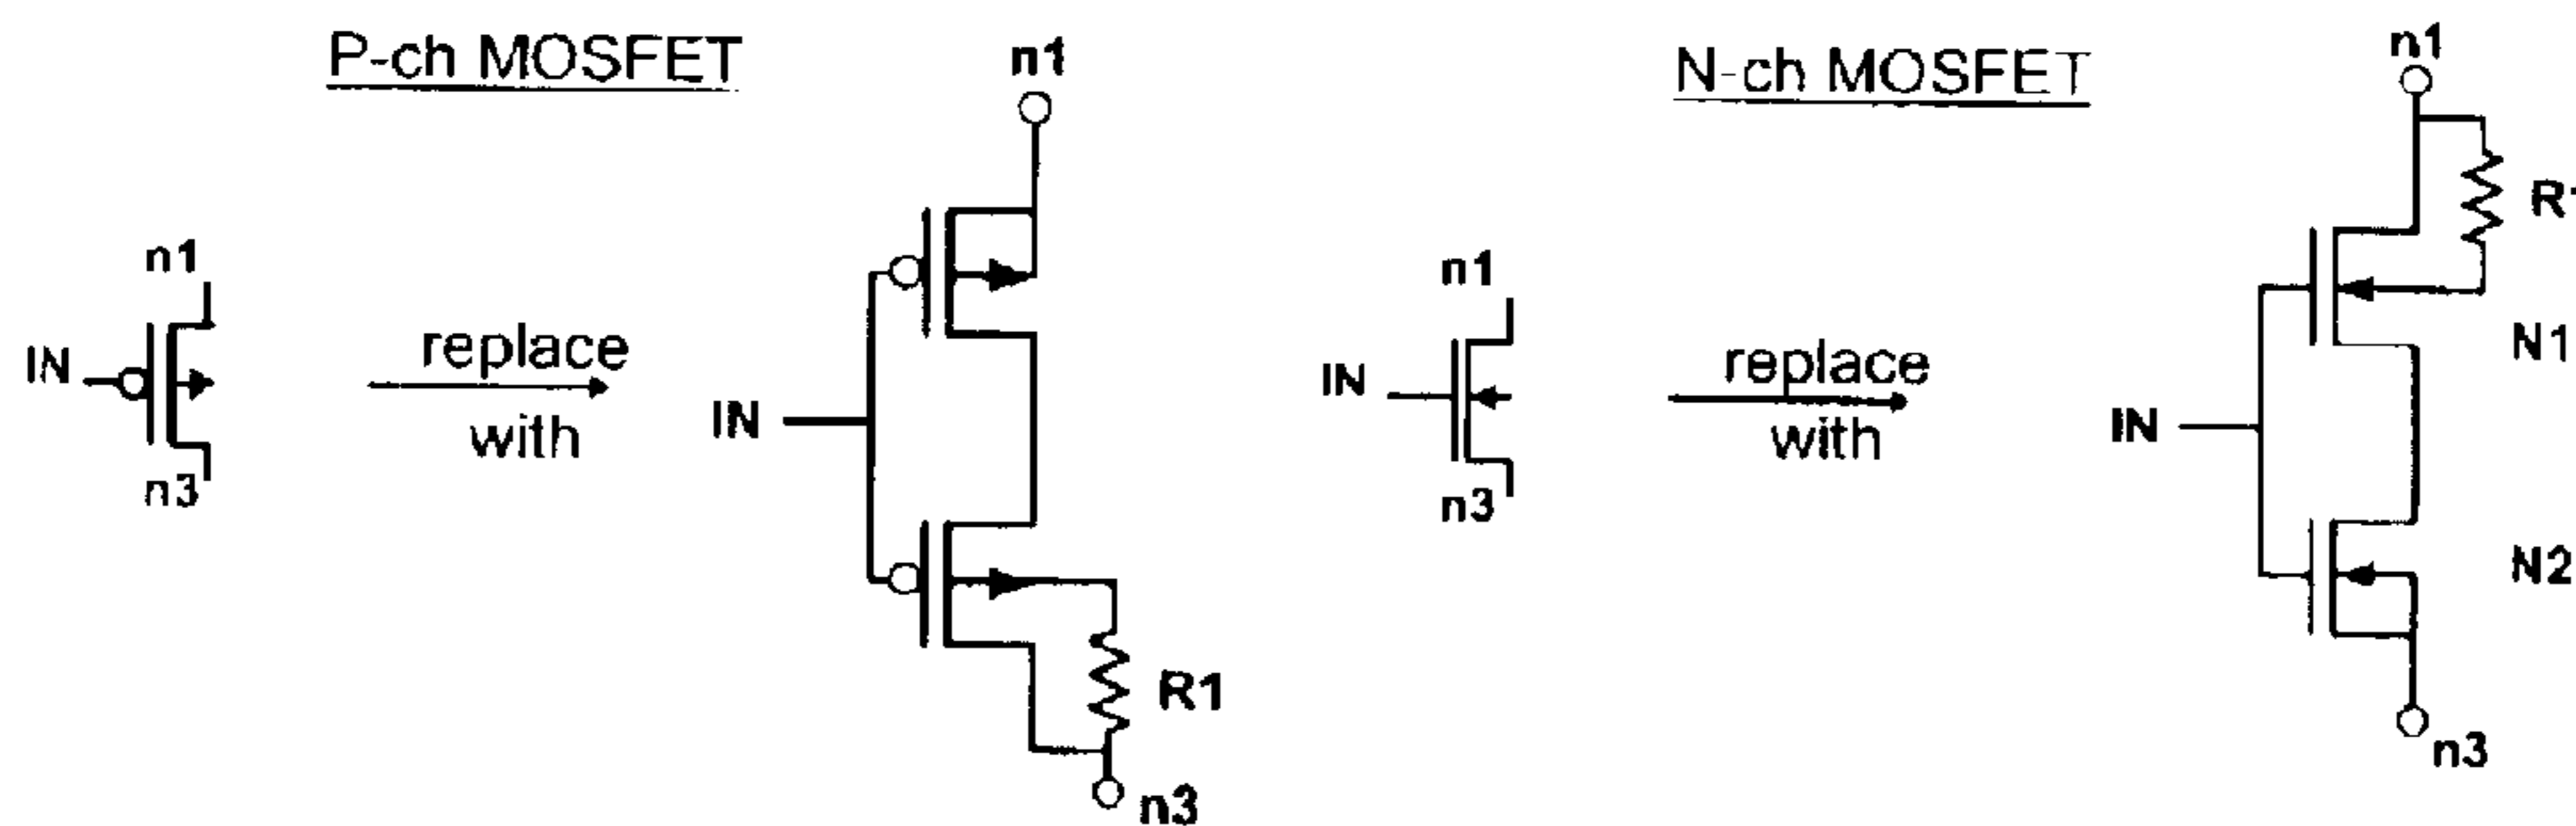 P-ch MOSFET
n1
n1
IN
n3
replace
with
IN
R1
n3
N-ch MOSFET
n1
R1
n1
IN
n3
replace
with
N1
IN
N2
n3